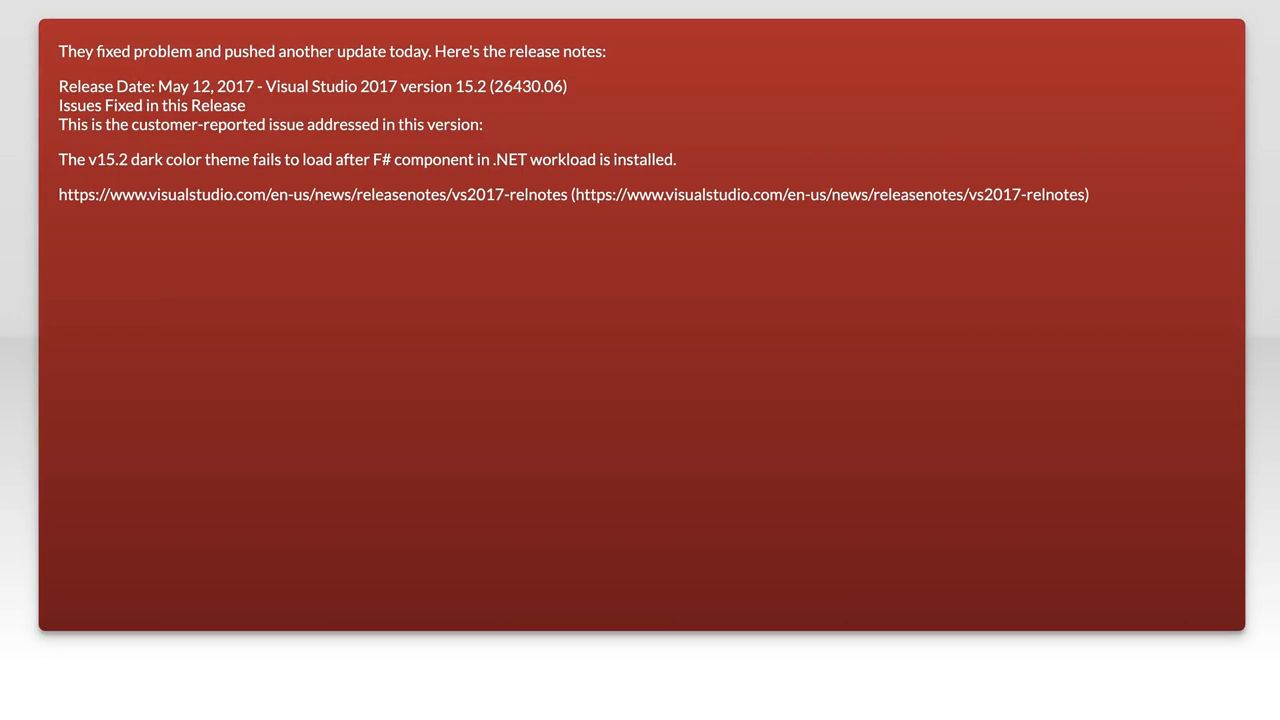 They fixed problem and pushed another update today. Here's the release notes:
Release Date: May 12, 2017 - Visual Studio 2017 version 15.2 (26430.06)
Issues Fixed in this Release
This is the customer-reported issue addressed in this version:
The v15.2 dark color theme fails to load after F# component in .NET workload is installed.
https://www.visualstudio.com/en-us/news/releasenotes/vs2017-relnotes (https://www.visualstudio.com/en-us/news/releasenotes/vs2017-relnotes)